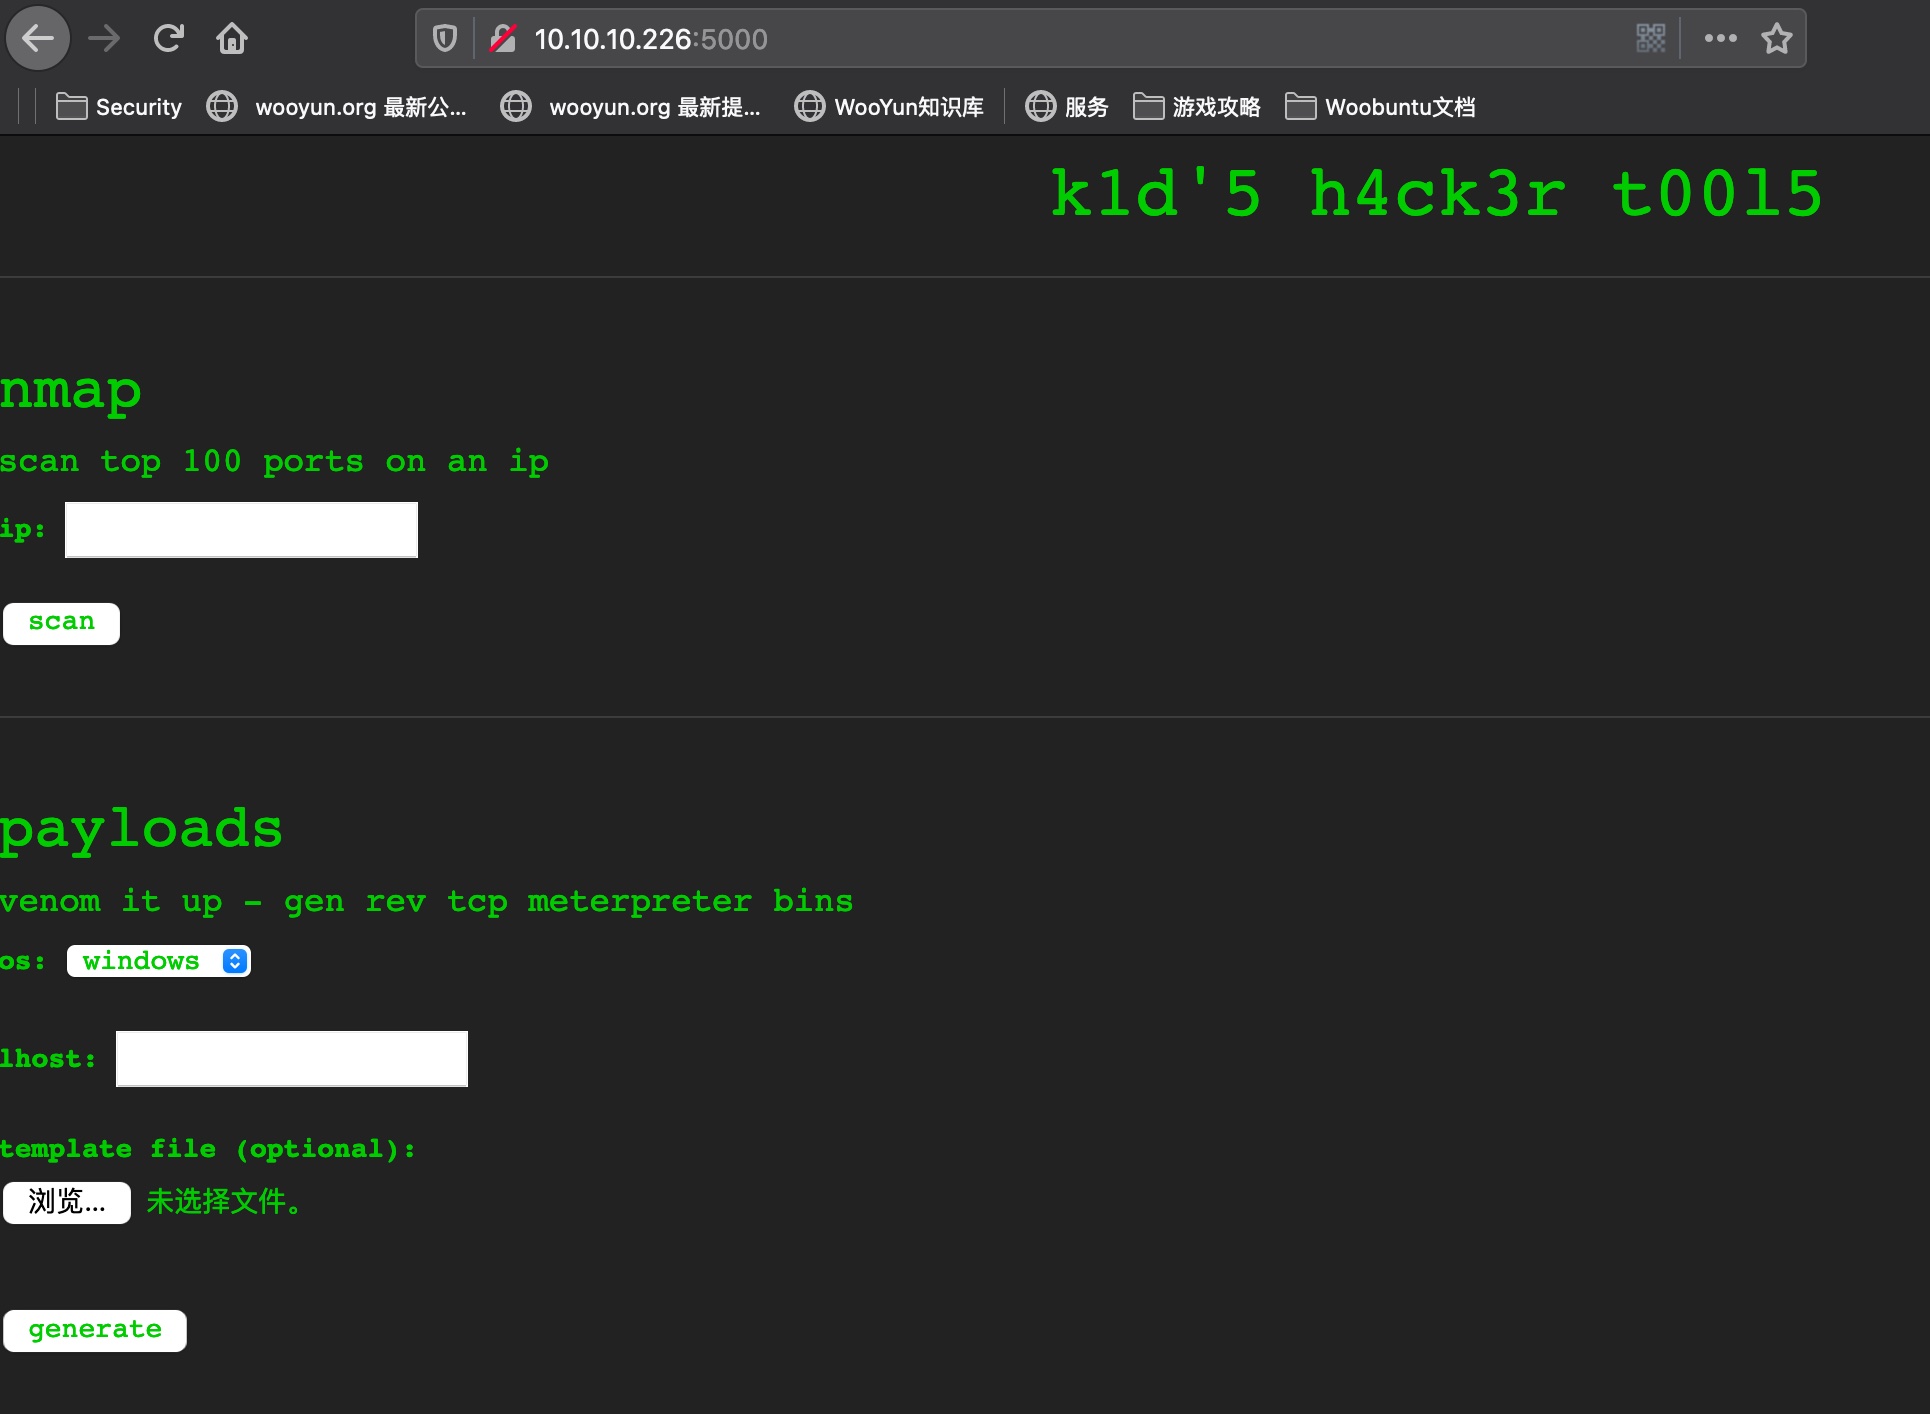 10.10.10.226:5000
Security wooyun.org 最新公... wooyun.org 最新提... WooYun知识库 服务 游戏攻略 Woobuntu文档
k1d'5 h4ck3r t00l5
nmap
scan top 100 ports on an ip
ip:
scan
payloads
venom it up - gen rev tcp meterpreter bins
os: windows
lhost:
template file (optional):
浏览... 未选择文件。
generate